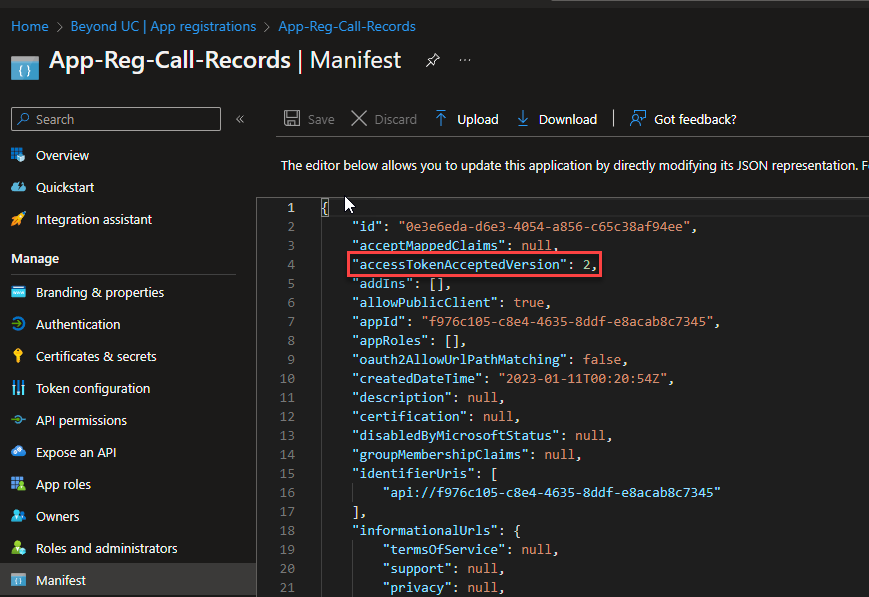 Home > Beyond UC | App registrations > App-Reg-Call-Records
App-Reg-Call-Records | Manifest
Search
Save Discard Upload Download Got feedback?
Overview
Quickstart
Integration assistant
Manage
Branding & properties
Authentication
Certificates & secrets
Token configuration
API permissions
Expose an API
App roles
Owners
Roles and administrators
Manifest
The editor below allows you to update this application by directly modifying its JSON representation. F
1 {
2 "id": "0e3e6eda-d6e3-4054-a856-c65c38af94ee",
3 "acceptMappedClaims": null,
4 "accessTokenAcceptedVersion": 2,
5 "addIns": [],
6 "allowPublicClient": true,
7 "appId": "f976c105-c8e4-4635-8ddf-e8acab8c7345",
8 "appRoles": [],
9 "oauth2AllowUrlPathMatching": false,
10 "createdDateTime": "2023-01-11T00:20:54Z",
11 "description": null,
12 "certification": null,
13 "disabledByMicrosoftStatus": null,
14 "groupMembershipClaims": null,
15 "identifierUris": [
16 "api://f976c105-c8e4-4635-8ddf-e8acab8c7345"
17 ],
18 "informationalUrls": {
19 "termsOfService": null,
20 "support": null,
21 "privacy": null,